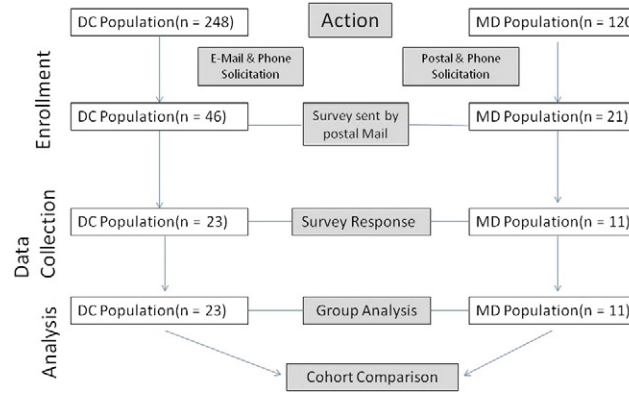 DC Population(n = 248)
Action
MD Population(n = 120
E-Mail & Phone
Solicitation
Postal & Phone
Solicitation
Enrollment
DC Population(n = 46)
Survey sent by
postal Mail
MD Population(n = 21)
Data
Collection
DC Population(n = 23)
Survey Response
MD Population(n = 11)
Analysis
DC Population(n = 23)
Group Analysis
MD Population(n = 11)
Cohort Comparison